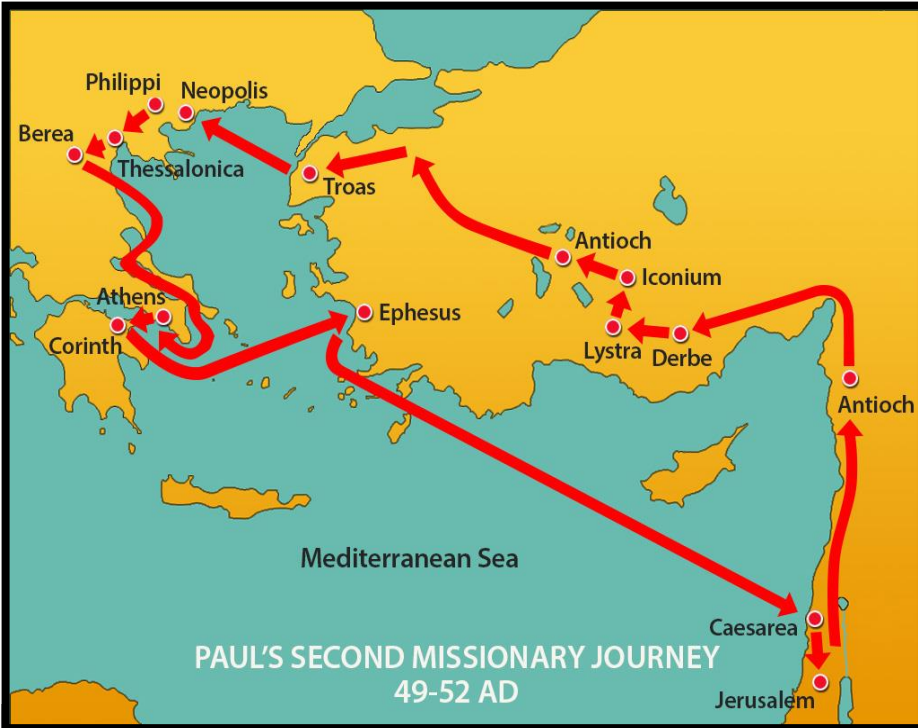 Philippi
Neopolis
Berea
Thessalonica
Troas
Antioch
Iconium
Athens
Ephesus
Corinth
Lystra
Derbe
Antioch
Mediterranean Sea
Caesarea
PAUL'S SECOND MISSIONARY JOURNEY
49-52 AD
Jerusalem